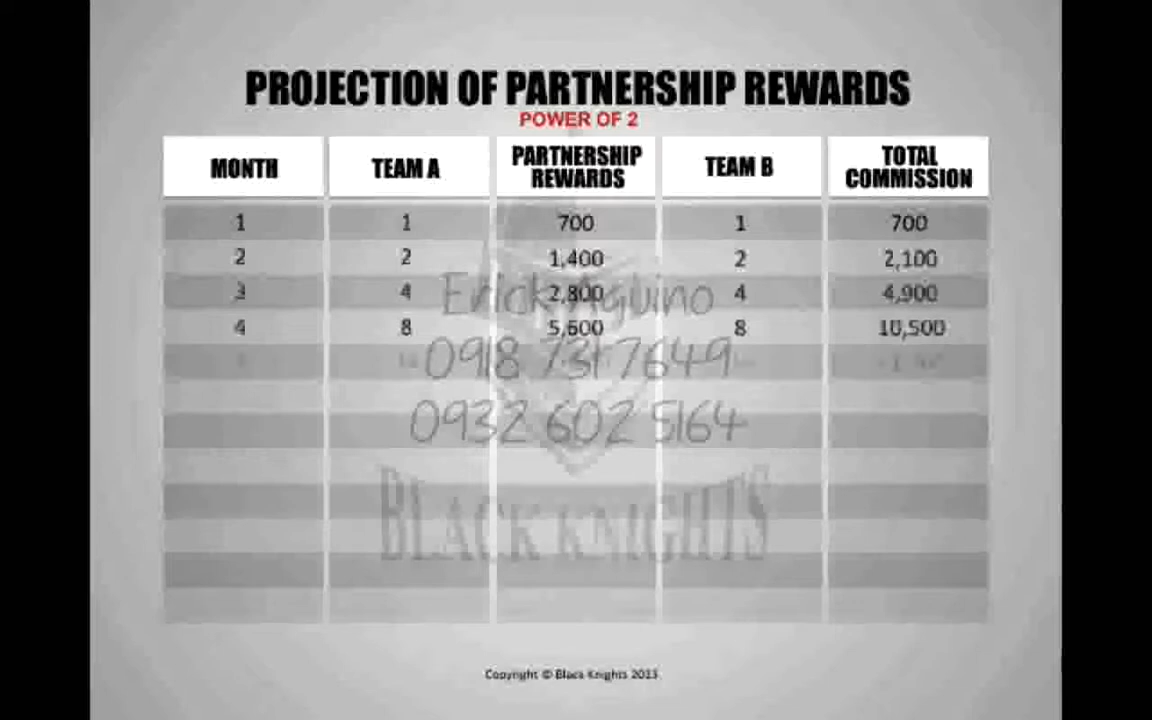 PROJECTION OF PARTNERSHIP REWARDS
POWER OF 2
MONTH TEAM A PARTNERSHIP REWARDS TEAM B TOTAL COMMISSION
1 1 700 1 700
2 2 1,400 2 2,100
3 4 2,800 4 4,900
4 8 5,600 8 10,500
Erick Aquino
0918 731 7649
0932 602 5164
BLACK KNIGHTS
Copyright © Black Knights 2013